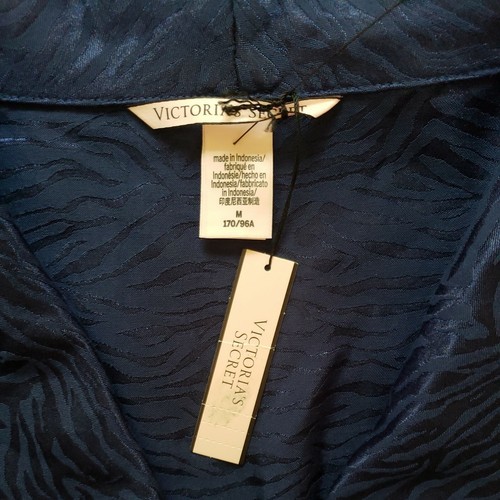 VICTORIA'S SECRET
made in Indonesia/
fabriqué en
Indonésie/hecho en
Indonesia/fabbricato
in Indonesia/
印度尼西亚制造
M
170/96A
VICTORIA'S
SECRET